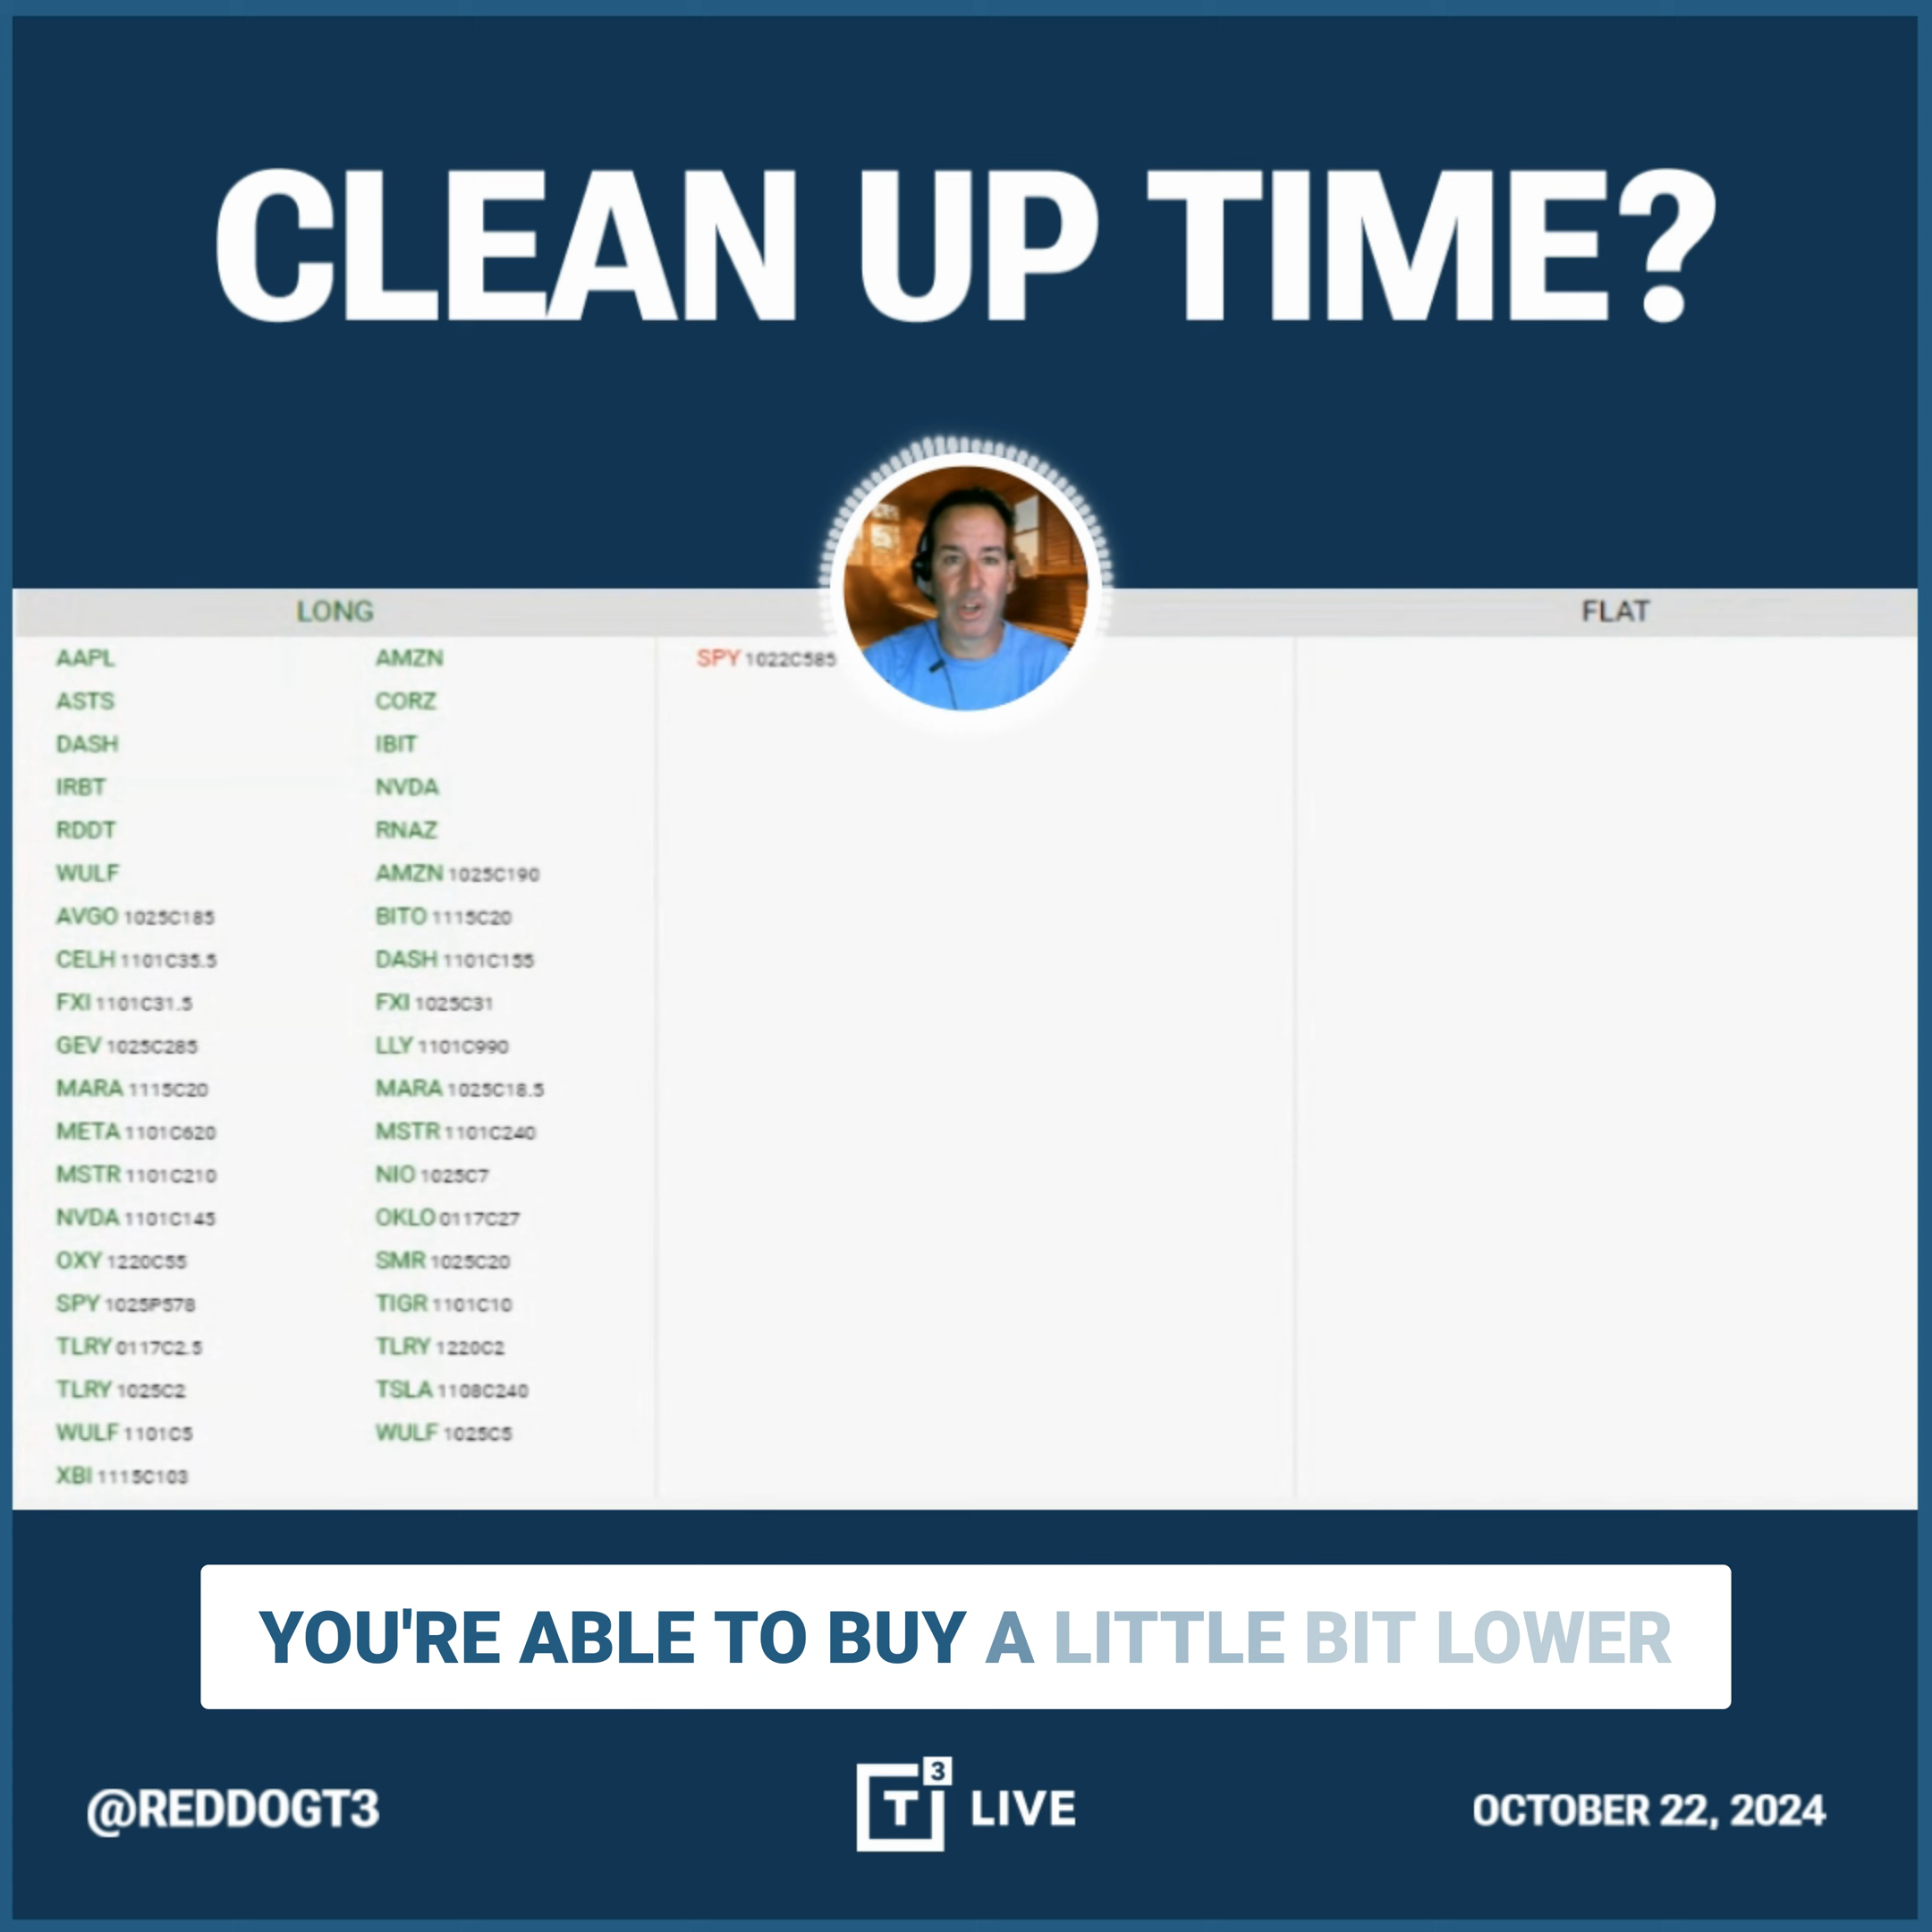 CLEAN UP TIME?
LONG
FLAT
AAPL AMZN SPY 1022C585
ASTS CORZ
DASH IBIT
IRBT NVDA
RDDT RNAZ
WULF AMZN 1025C190
AVGO 1025C185 BITO 1115C20
CELH 1101C35.5 DASH 1101C155
FXI 1101C31.5 FXI 1025C31
GEV 1025C285 LLY 1101C990
MARA 1115C20 MARA 1025C18.5
META 1101C620 MSTR 1101C240
MSTR 1101C210 NIO 1025C7
NVDA 1101C145 OKLO 0117C27
OXY 1220C55 SMR 1025C20
SPY 1025P578 TIGR 1101C10
TLRY 0117C2.5 TLRY 1220C2
TLRY 1025C2 TSLA 1108C240
WULF 1101C5 WULF 1025C5
XBI 1115C103
YOU'RE ABLE TO BUY A LITTLE BIT LOWER
@REDDOGT3
T3 LIVE
OCTOBER 22, 2024